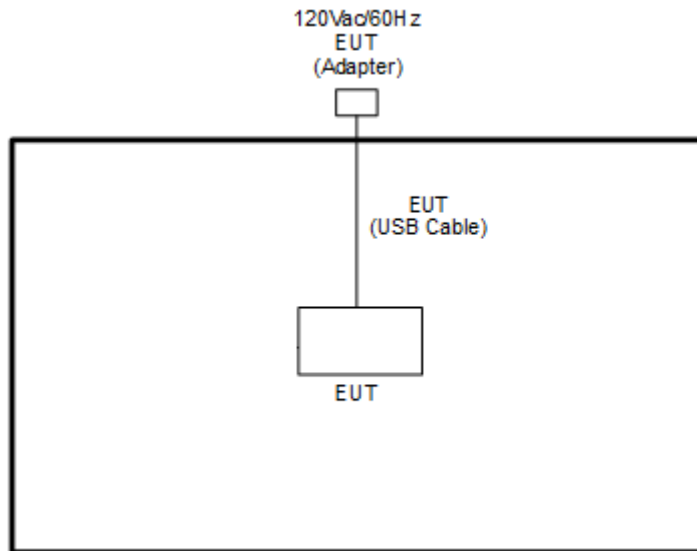 120Vac/60Hz
EUT
(Adapter)
EUT
(USB Cable)
EUT